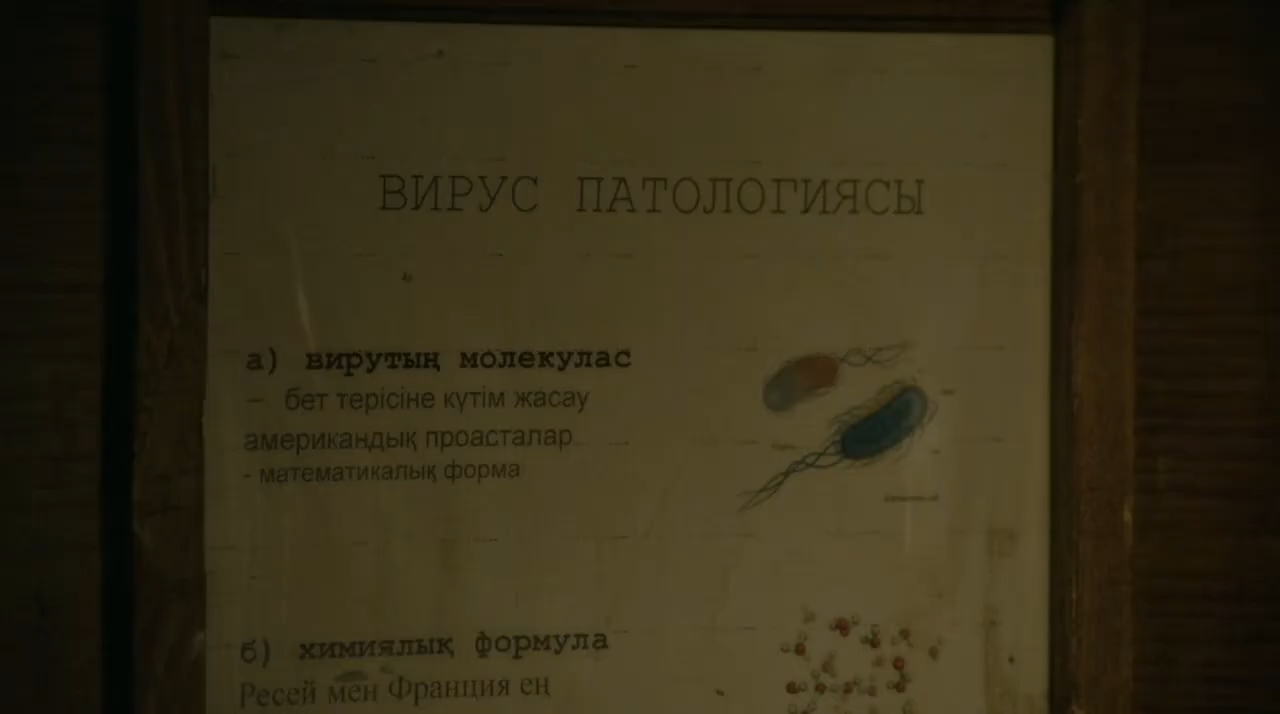 ВИРУС ПАТОЛОГИЯСЫ
а) вирутың молекулас
– бет терісіне күтім жасау
американдық проасталар
- математикалық форма
б) химиялық формула
Ресей мен Франция ең